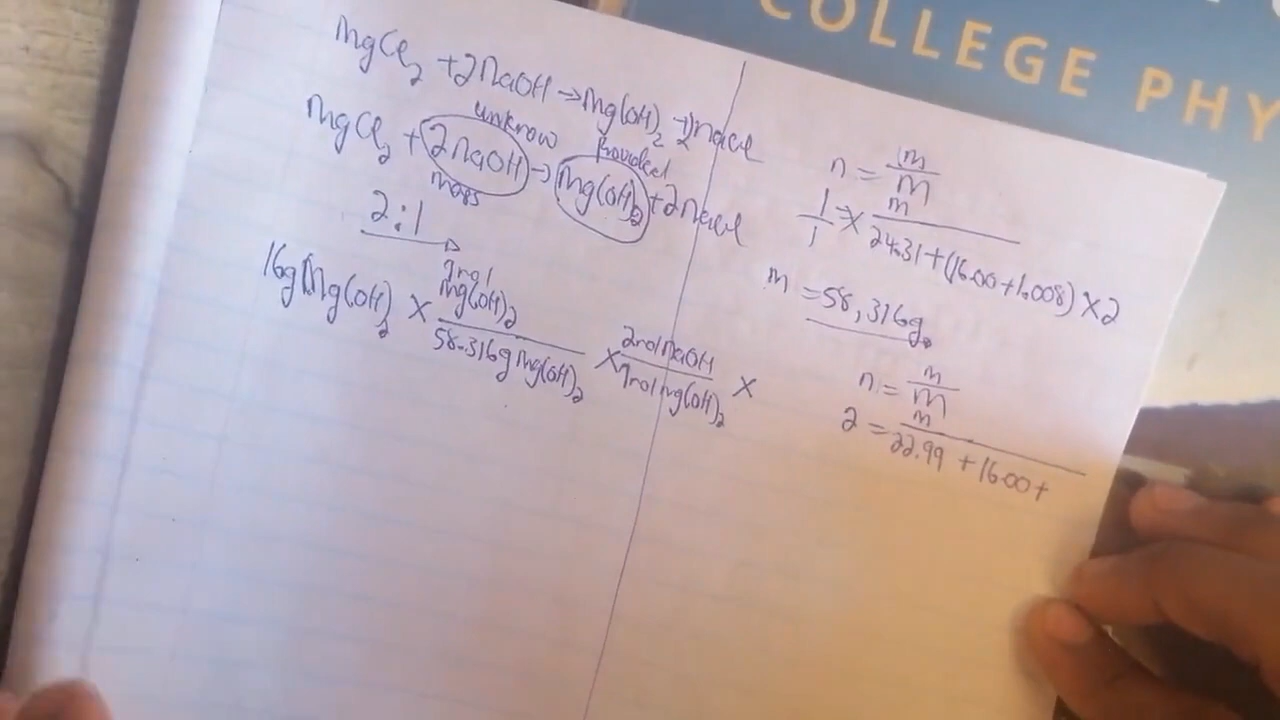 COLLEGE PHY
MgCl2 + 2NaOH → Mg(OH)2 + 2NaCl
unknow provided
MgCl2 + 2NaOH → Mg(OH)2 + 2NaCl
mass
2:1
1mol
16g Mg(OH)2 × Mg(OH)2 / 58.316g Mg(OH)2 × 2mol NaOH / 1mol Mg(OH)2 ×
n = m / M
1 / 1 = × m / 24.31 + (16.00 + 1.008) × 2
m = 58,316g.
n = m / M
2 = m / 22.99 + 16.00 +